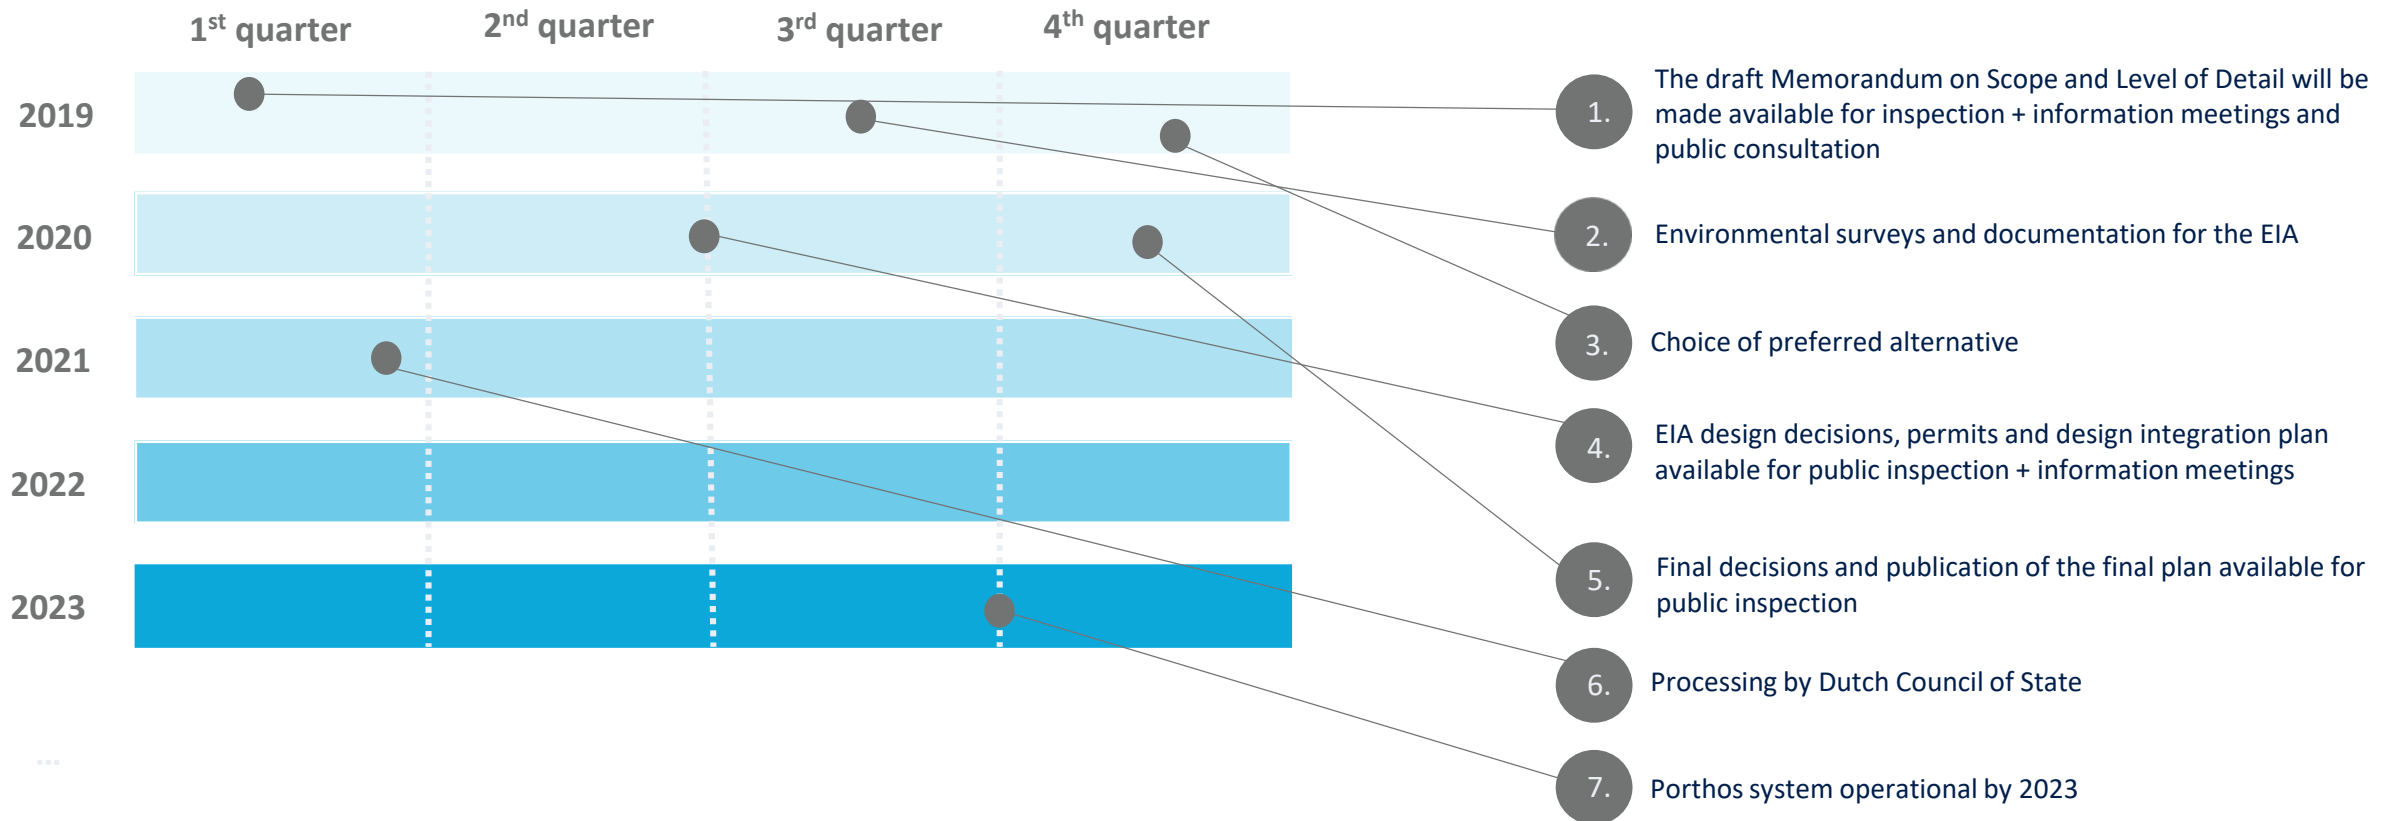 1st quarter
2nd quarter
3rd quarter
4th quarter
2019
2020
2021
2022
2023
...
1.
The draft Memorandum on Scope and Level of Detail will be
made available for inspection + information meetings and
public consultation
2.
Environmental surveys and documentation for the EIA
3.
Choice of preferred alternative
4.
EIA design decisions, permits and design integration plan
available for public inspection + information meetings
5.
Final decisions and publication of the final plan available for
public inspection
6.
Processing by Dutch Council of State
7.
Porthos system operational by 2023